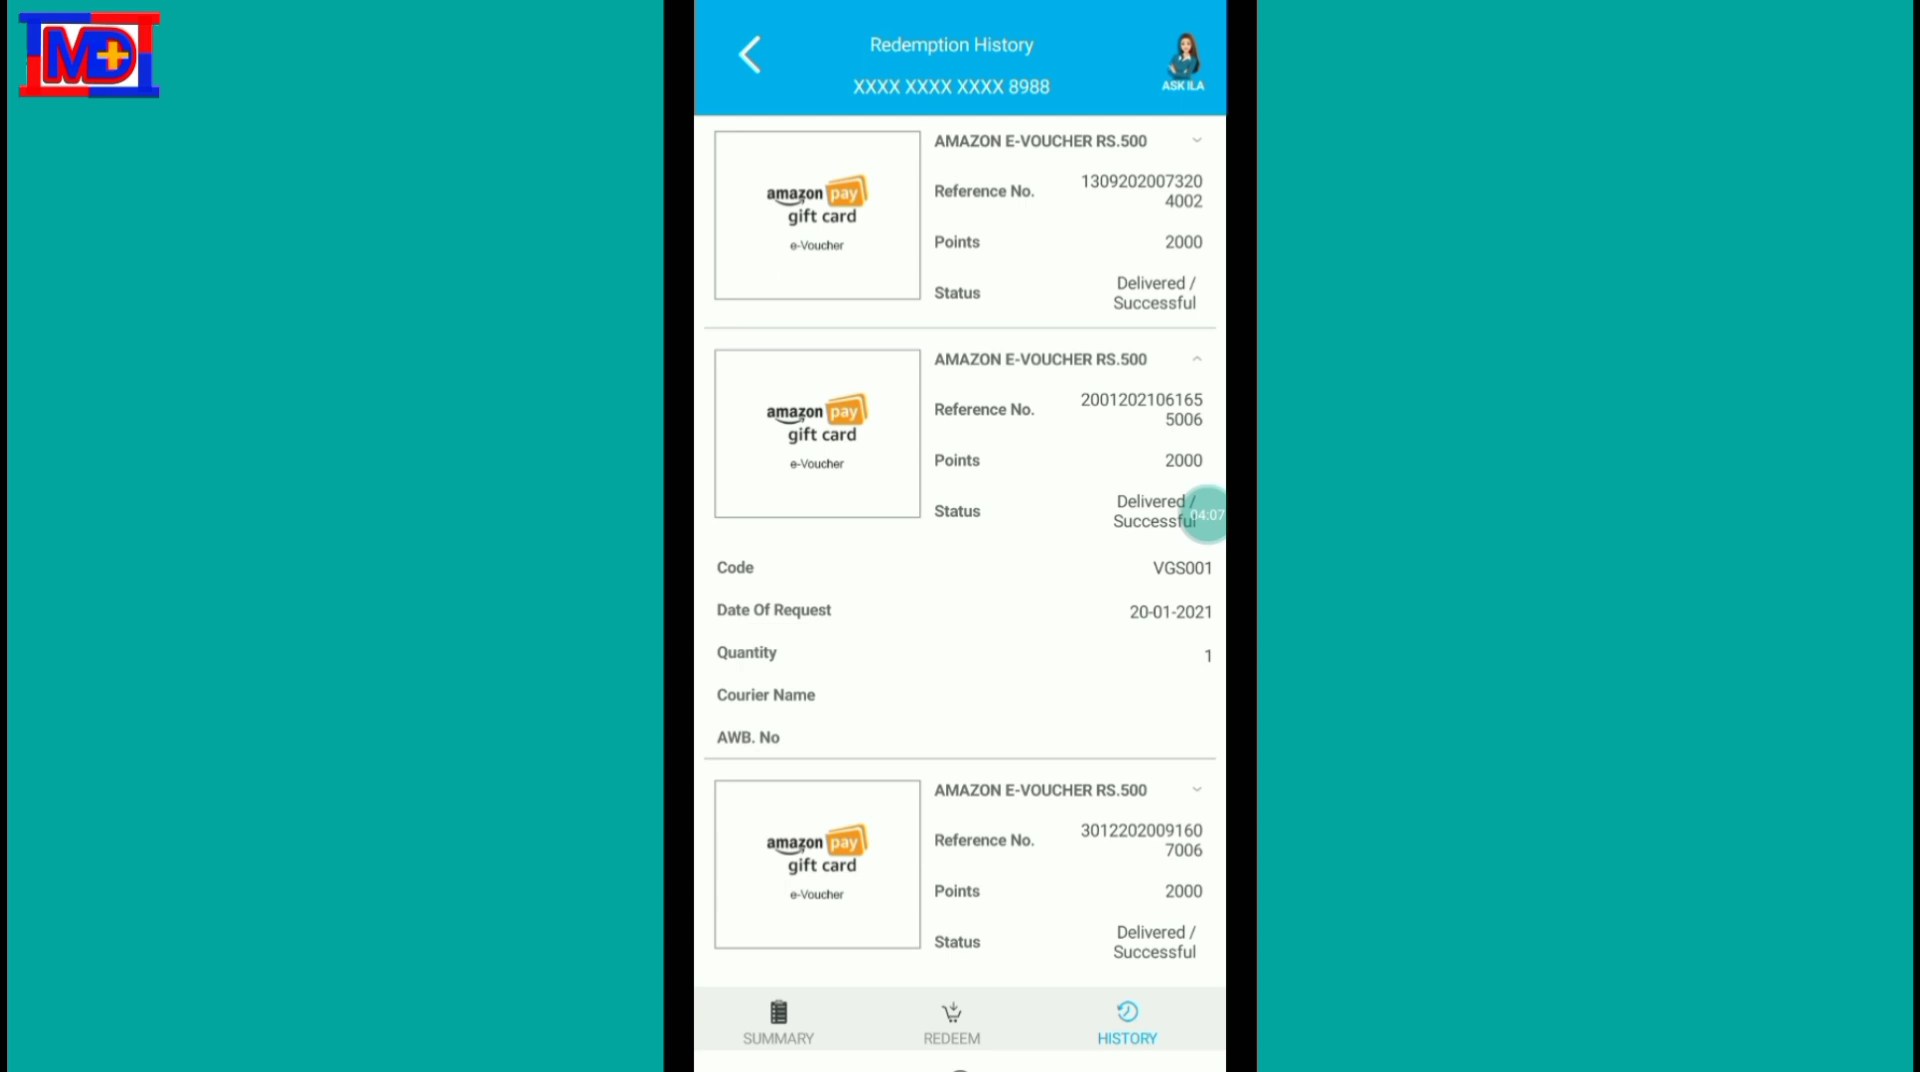 MD+
Redemption History
XXXX XXXX XXXX 8988
ASK ILA
amazon pay
gift card
e-Voucher
AMAZON E-VOUCHER RS.500
Reference No. 1309202007320
4002
Points 2000
Status Delivered /
Successful
amazon pay
gift card
e-Voucher
AMAZON E-VOUCHER RS.500
Reference No. 2001202106165
5006
Points 2000
Status Delivered /
Successful
04:07
Code VGS001
Date Of Request 20-01-2021
Quantity 1
Courier Name
AWB. No
amazon pay
gift card
e-Voucher
AMAZON E-VOUCHER RS.500
Reference No. 3012202009160
7006
Points 2000
Status Delivered /
Successful
SUMMARY REDEEM HISTORY